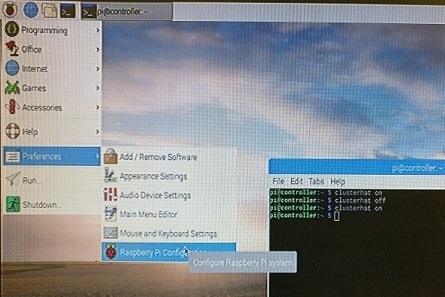 pi@controller: ~
Programming
Office
Internet
Games
Accessories
Help
Preferences
Run...
Shutdown...
Add / Remove Software
Appearance Settings
Audio Device Settings
Main Menu Editor
Mouse and Keyboard Settings
Raspberry Pi
Configure Raspberry Pi system
pi@controller:
File Edit Tabs Help
pi@controller:~ $ clusterhat on
pi@controller:~ $ clusterhat off
pi@controller:~ $ clusterhat on
pi@controller:~ $